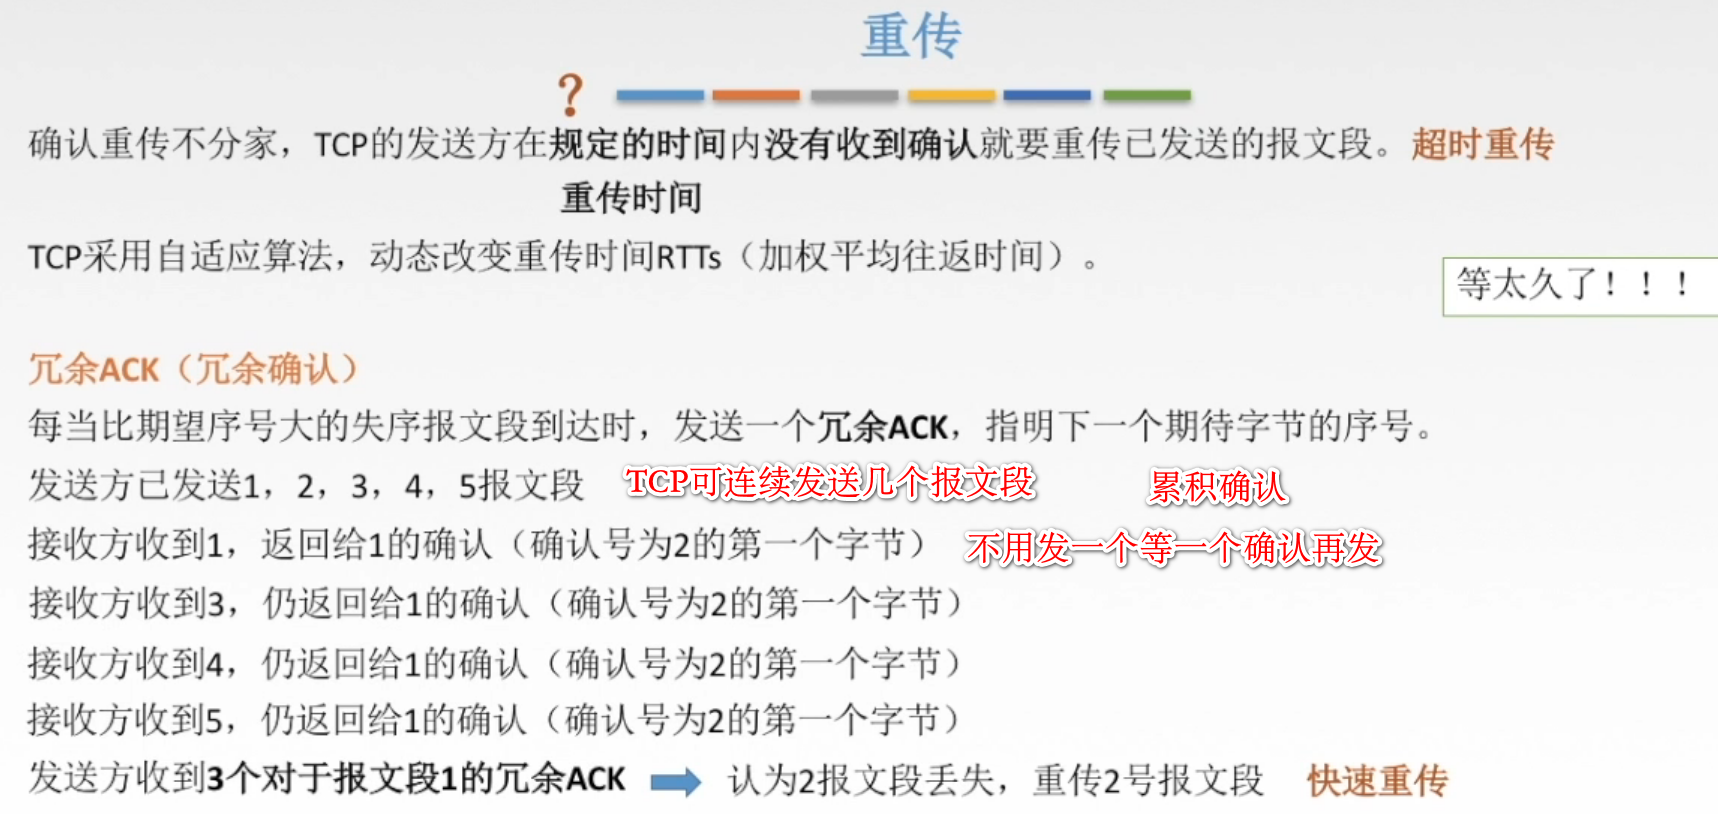 重传
?
确认重传不分家，TCP的发送方在规定的时间内没有收到确认就要重传已发送的报文段。超时重传
重传时间
TCP采用自适应算法，动态改变重传时间RTTs（加权平均往返时间）。
等太久了！！！
冗余ACK（冗余确认）
每当比期望序号大的失序报文段到达时，发送一个冗余ACK，指明下一个期待字节的序号。
发送方已发送1，2，3，4，5报文段 TCP可连续发送几个报文段 累积确认
接收方收到1，返回给1的确认（确认号为2的第一个字节） 不用发一个等一个确认再发
接收方收到3，仍返回给1的确认（确认号为2的第一个字节）
接收方收到4，仍返回给1的确认（确认号为2的第一个字节）
接收方收到5，仍返回给1的确认（确认号为2的第一个字节）
发送方收到3个对于报文段1的冗余ACK 认为2报文段丢失，重传2号报文段 快速重传